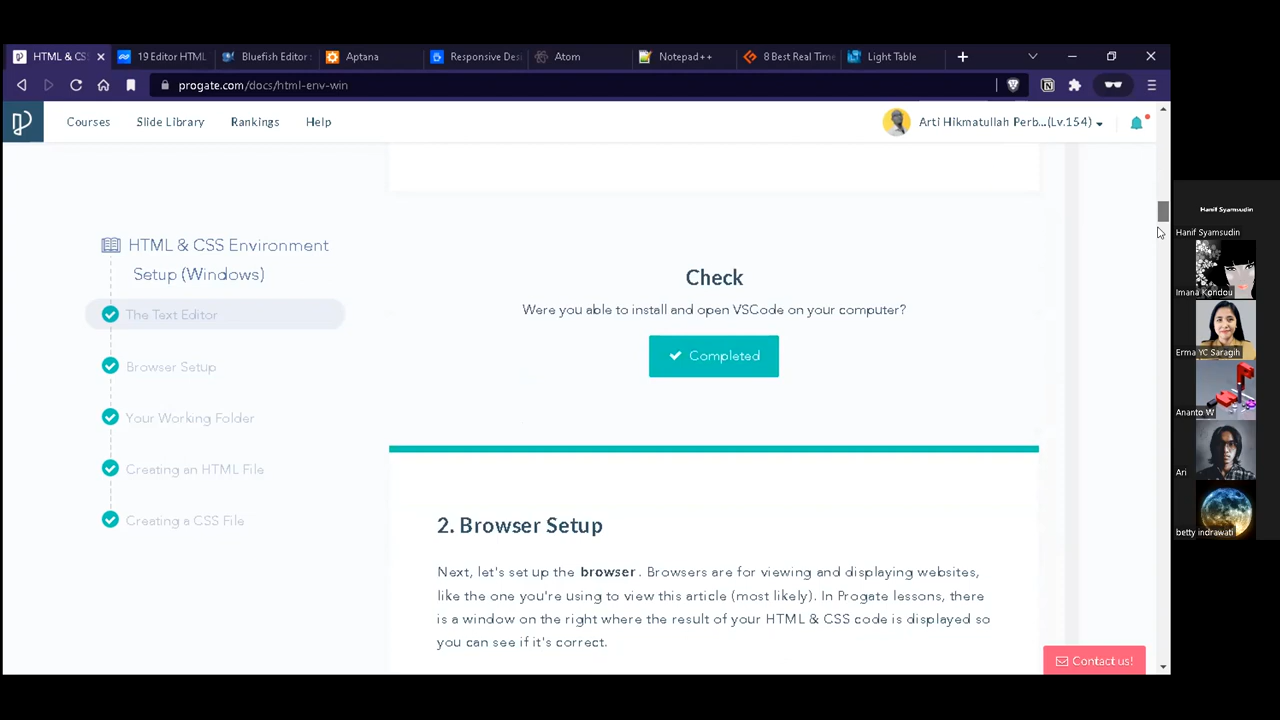 HTML & CS
19 Editor HTML
Bluefish Editor
Aptana
Responsive Desi
Atom
Notepad++
8 Best Real Time
Light Table
progate.com/docs/html-env-win
Courses
Slide Library
Rankings
Help
Arti Hikmatullah Perb...(Lv.154)
HTML & CSS Environment
Setup (Windows)
The Text Editor
Browser Setup
Your Working Folder
Creating an HTML File
Creating a CSS File
Check
Were you able to install and open VSCode on your computer?
Completed
2. Browser Setup
Next, let's set up the browser. Browsers are for viewing and displaying websites,
like the one you're using to view this article (most likely). In Progate lessons, there
is a window on the right where the result of your HTML & CSS code is displayed so
you can see if it's correct.
Contact us!
Hanif Syamsudin
Hanif Syamsudin
Imana Kondou
Erma YC Saragih
Ananto W
Ari
betty indrawati